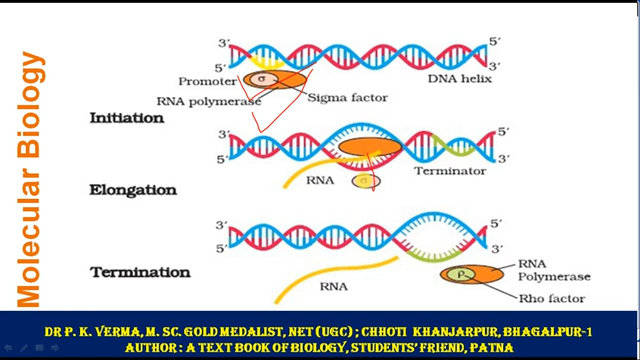 Molecular Biology
3′
5′
5′
3′
Promoter
σ
DNA helix
RNA polymerase
Sigma factor
Initiation
3′
5′
5′
3′
RNA
σ
Terminator
Elongation
3′
3′
5′
5′
Termination
RNA
RNA
Polymerase
ρ
Rho factor
DR P. K. VERMA, M. SC. GOLD MEDALIST, NET (UGC) ; CHHOTI KHANJARPUR, BHAGALPUR-1
AUTHOR : A TEXT BOOK OF BIOLOGY, STUDENTS' FRIEND, PATNA